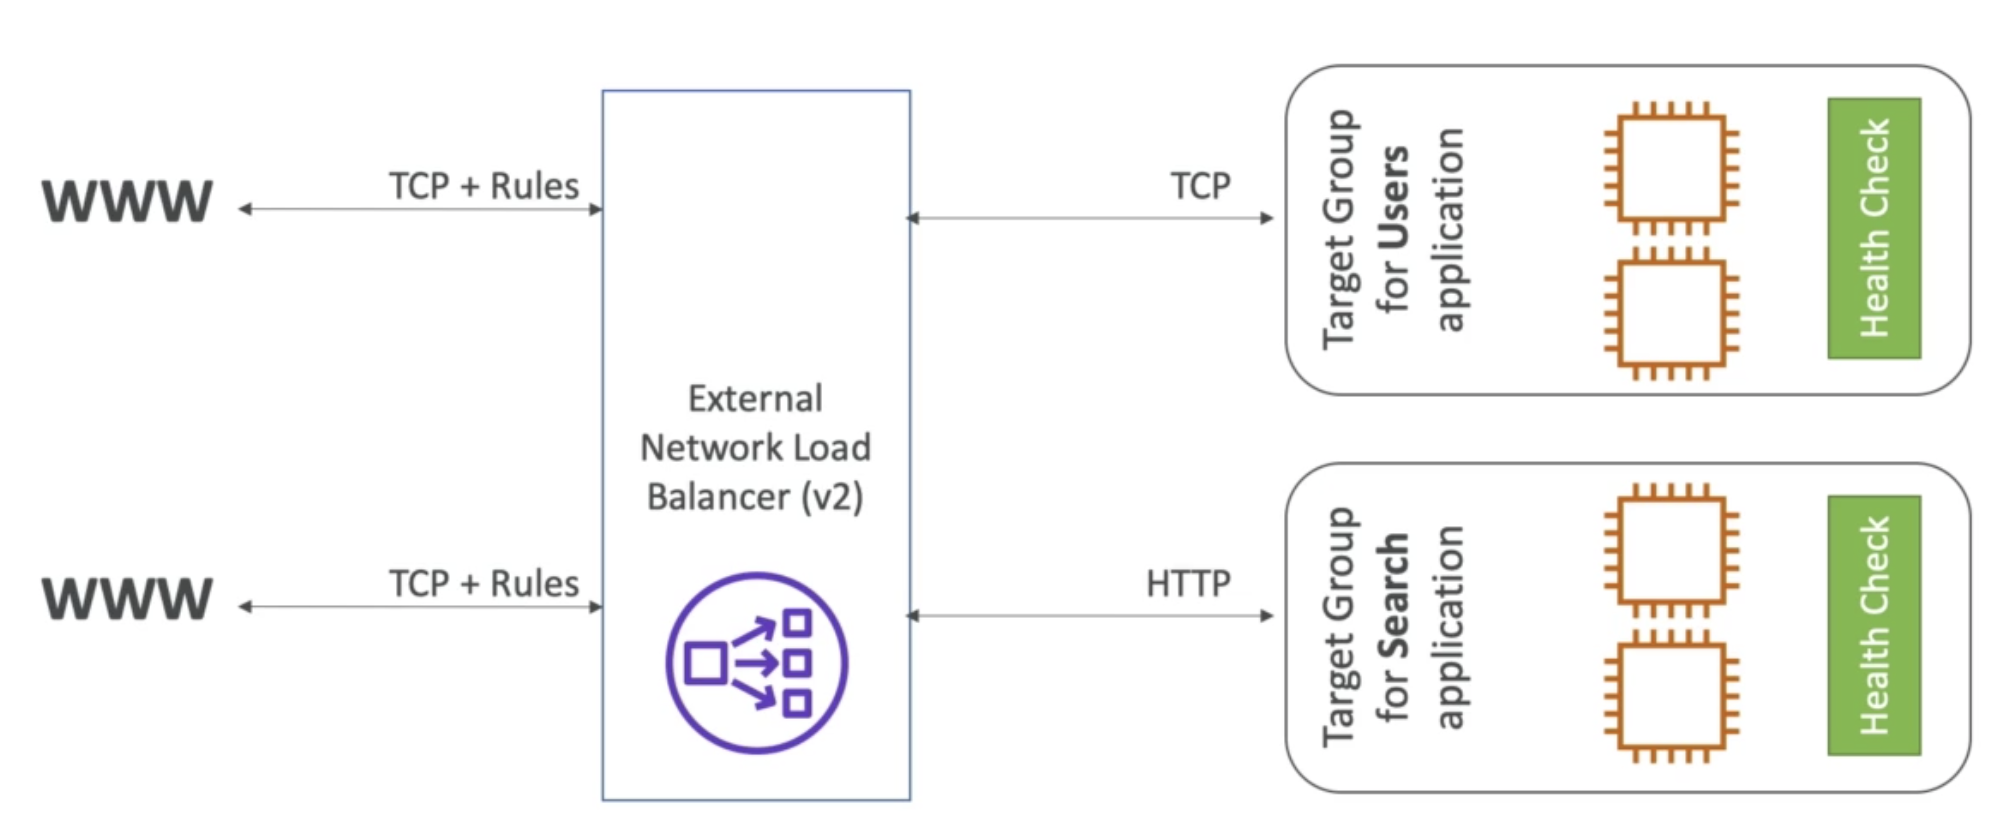 WWW
TCP + Rules
External
Network Load
Balancer (v2)
TCP
Target Group
for Users
application
Health Check
WWW
TCP + Rules
HTTP
Target Group
for Search
application
Health Check